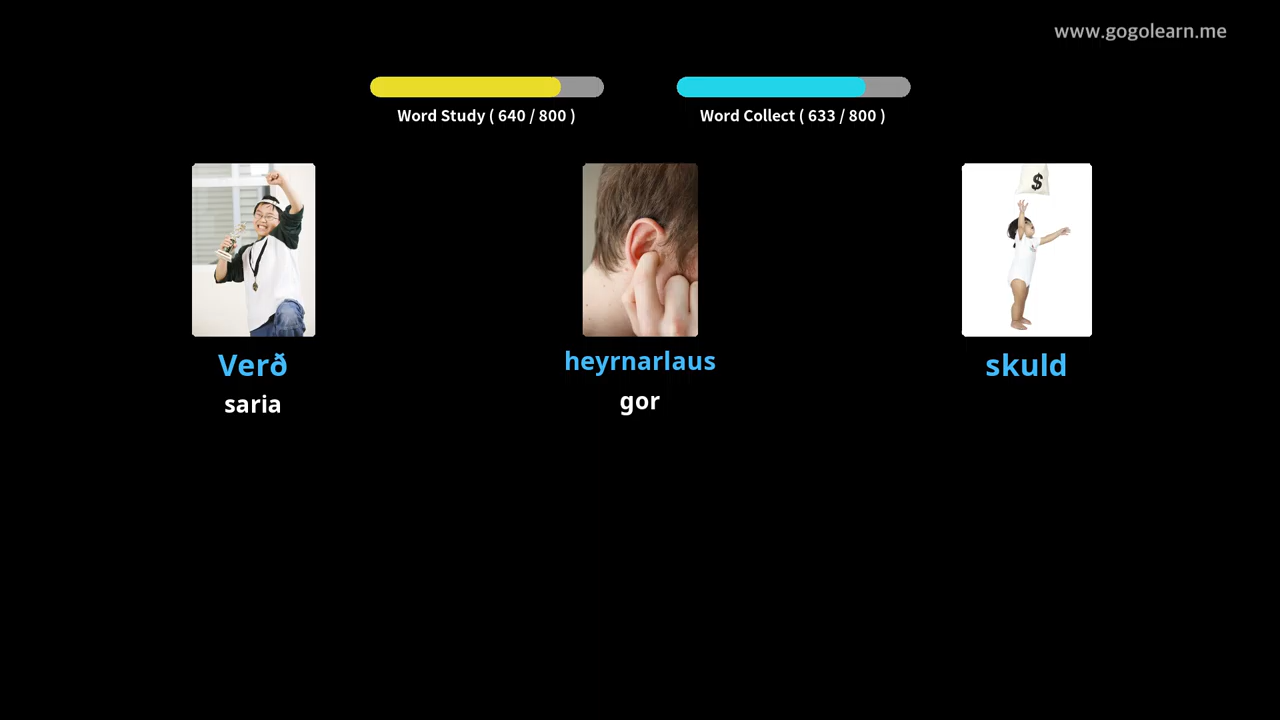 www.gogolearn.me
Word Study ( 640 / 800 )
Word Collect ( 633 / 800 )
$
Verð
heyrnarlaus
skuld
saria
gor